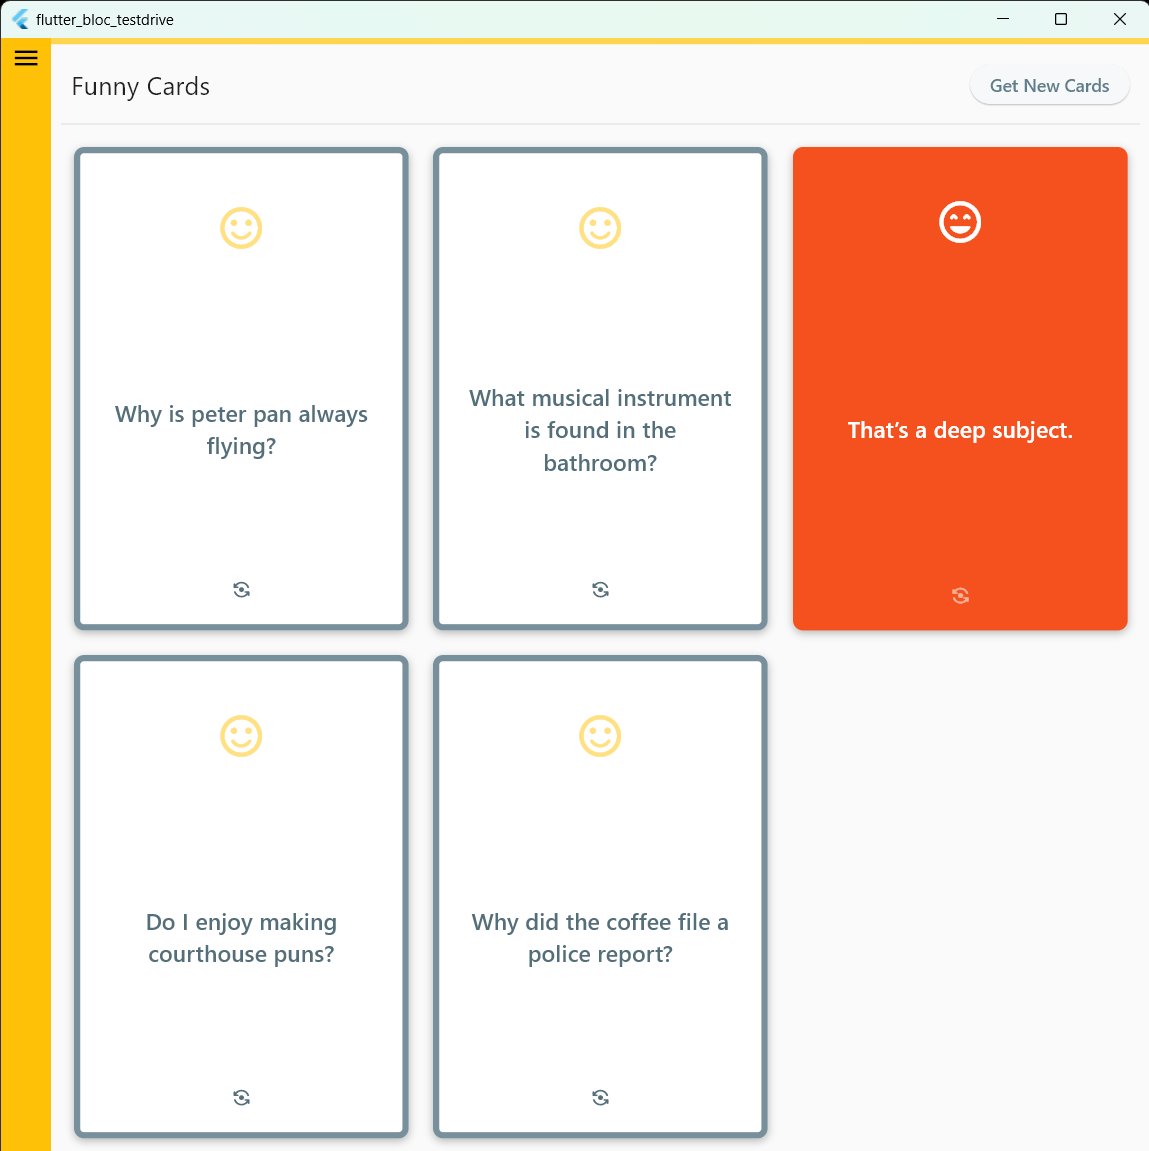 flutter_bloc_testdrive
Funny Cards
Get New Cards
Why is peter pan always
flying?
What musical instrument
is found in the
bathroom?
That’s a deep subject.
Do I enjoy making
courthouse puns?
Why did the coffee file a
police report?